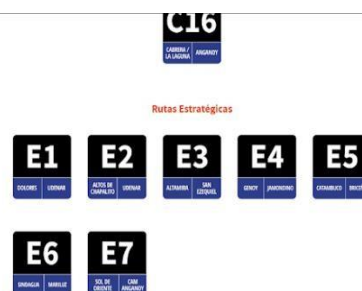 C16
CABRERA / LA LAGUNA ARGANOY
Rutas Estratégicas
E1
DOLORES UDENAR
E2
ALTOS DE CHAPALITO UDENAR
E3
ALTAMIRA SAN EZEQUIEL
E4
GENOY JAMONDINO
E5
CATAMBUCO
E6
SINDAGUA MARILUZ
E7
SOL DE ORIENTE CAM ANGANOY